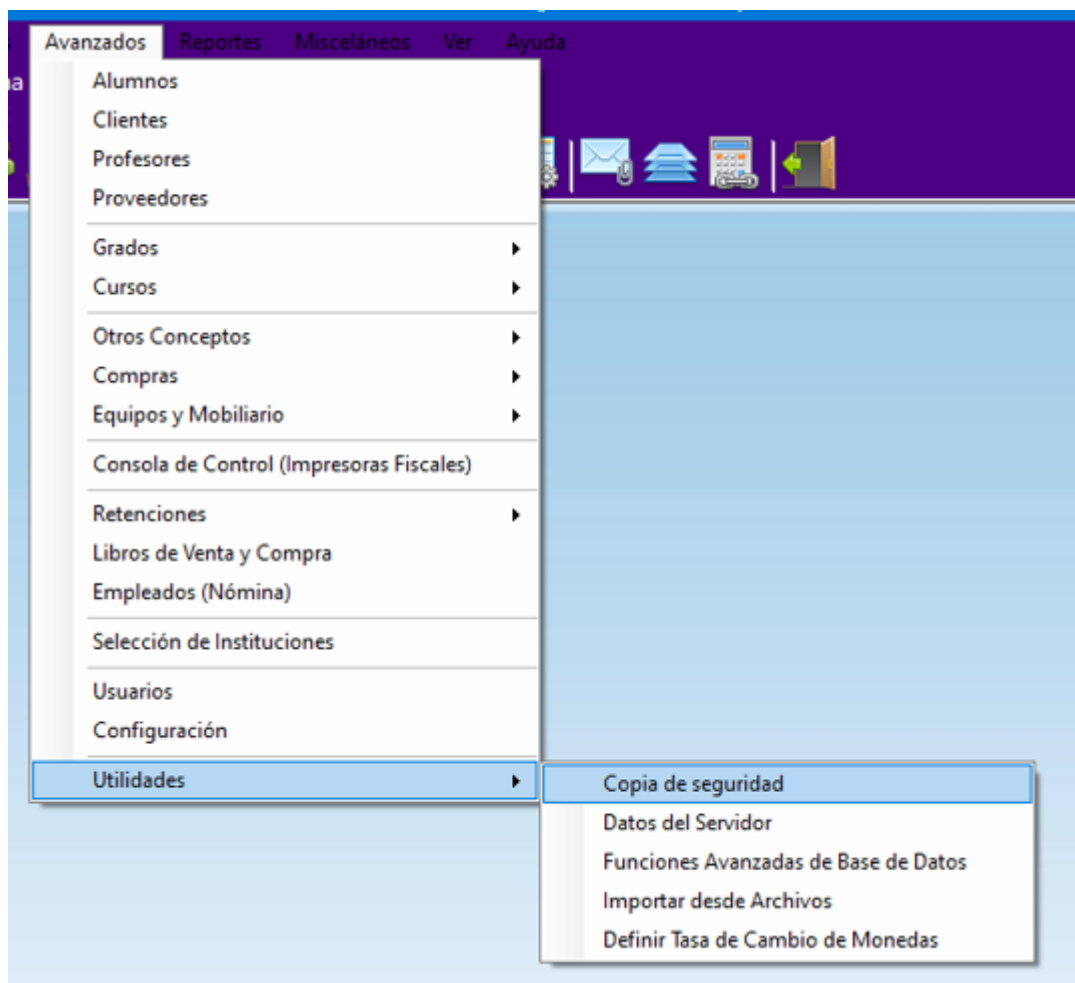 Avanzados Reportes Misceláneos Ver Ayuda
Alumnos
Clientes
Profesores
Proveedores
Grados
Cursos
Otros Conceptos
Compras
Equipos y Mobiliario
Consola de Control (Impresoras Fiscales)
Retenciones
Libros de Venta y Compra
Empleados (Nómina)
Selección de Instituciones
Usuarios
Configuración
Utilidades
Copia de seguridad
Datos del Servidor
Funciones Avanzadas de Base de Datos
Importar desde Archivos
Definir Tasa de Cambio de Monedas